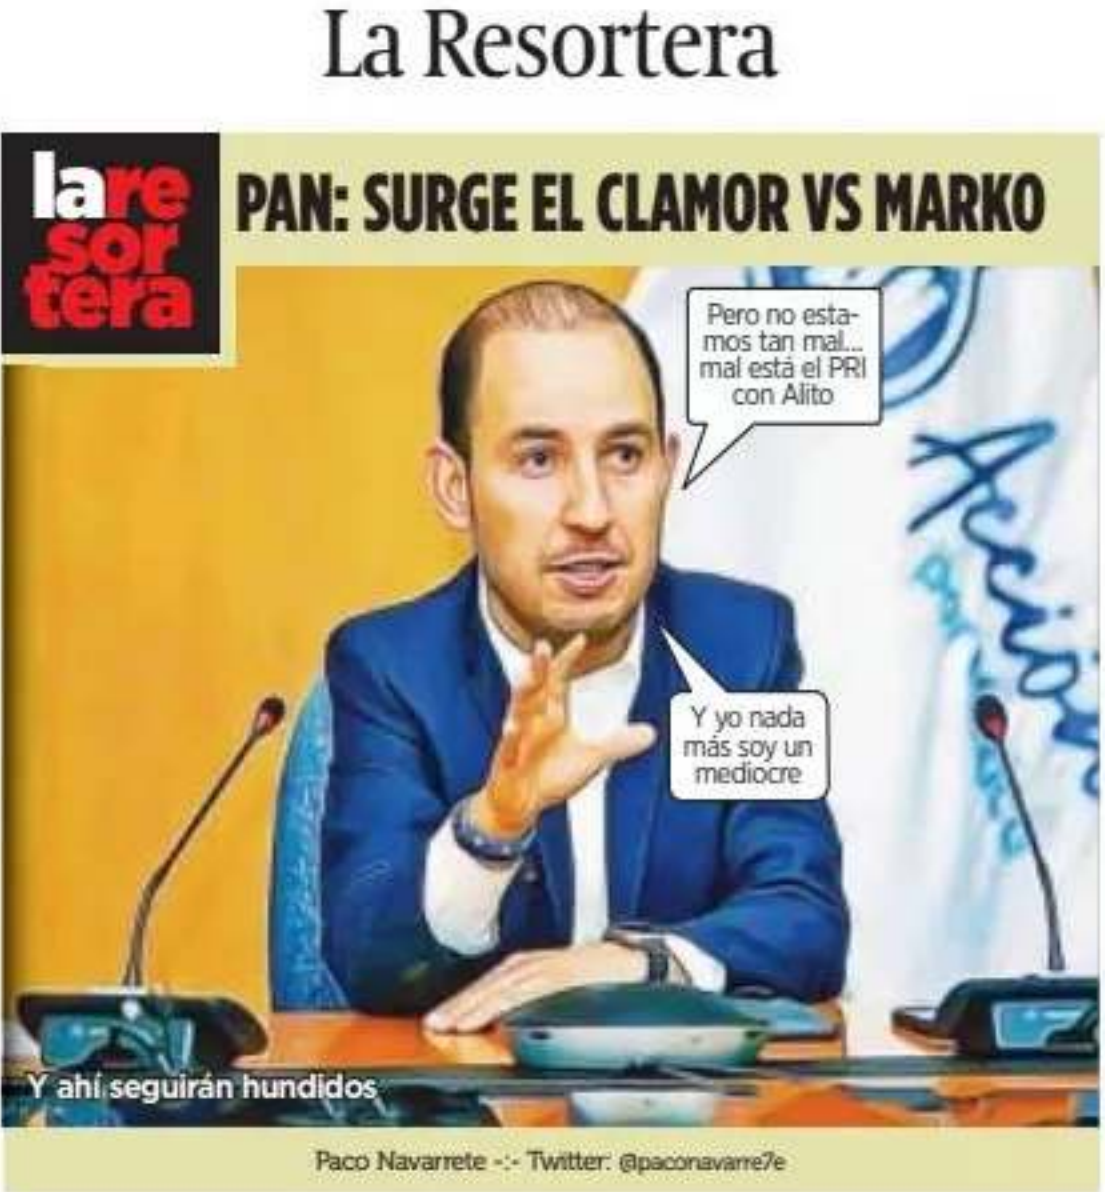 La Resortera
la re
sor
tera
PAN: SURGE EL CLAMOR VS MARKO
Pero no esta-
mos tan mal...
mal está el PRI
con Alito
Acción
Y yo nada
más soy un
mediocre
Y ahí seguirán hundidos
Paco Navarrete -:- Twitter: @paconavarre7e